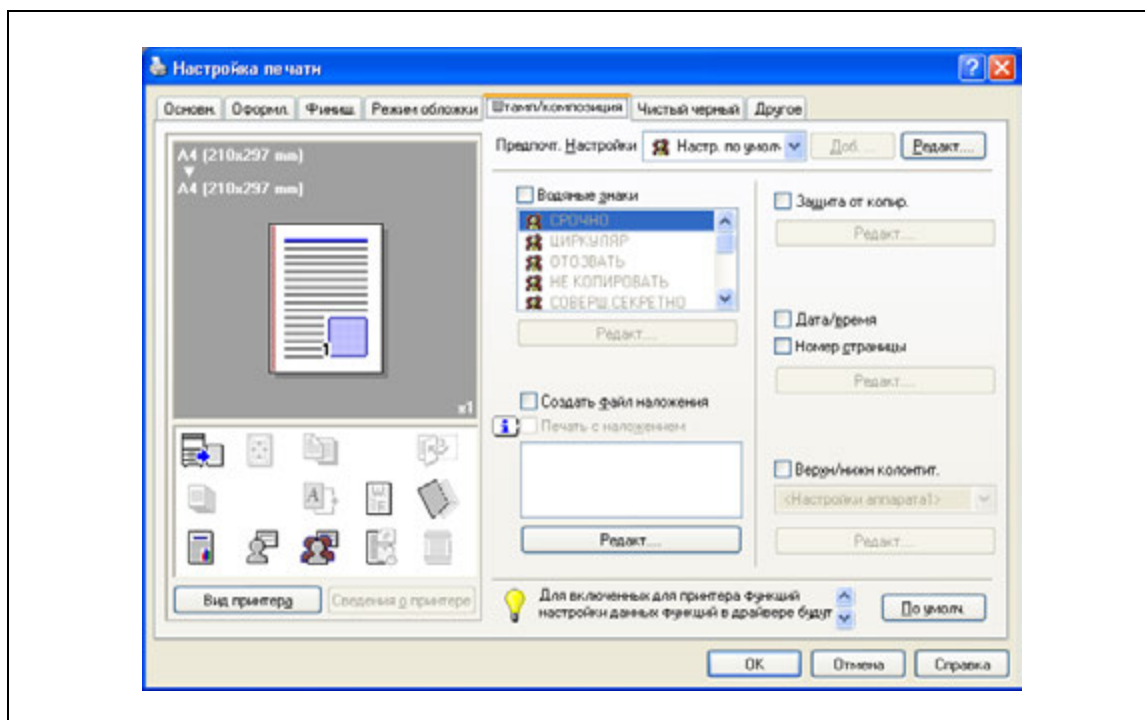 Настройка печати
Основн. Оформл. Финиш. Режим обложки Штамп/композиция Чистый черный Другое
A4 (210x297 mm)
A4 (210x297 mm)
x1
Вид принтера
Сведения о принтере
Предпочт. Настройки Настр. по умол Доб.... Редакт....
Водяные знаки
СРОЧНО
ЦИРКУЛЯР
ОТОЗВАТЬ
НЕ КОПИРОВАТЬ
СОВЕРШ.СЕКРЕТНО
Редакт....
Создать файл наложения
Печать с наложением
Редакт....
Защита от копир.
Редакт....
Дата/время
Номер страницы
Редакт....
Верхн/нижн колонтит.
<Настройки аппарата1>
Редакт....
Для включенных для принтера функций
настройки данных функций в драйвере будут
По умолч.
OK Отмена Справка